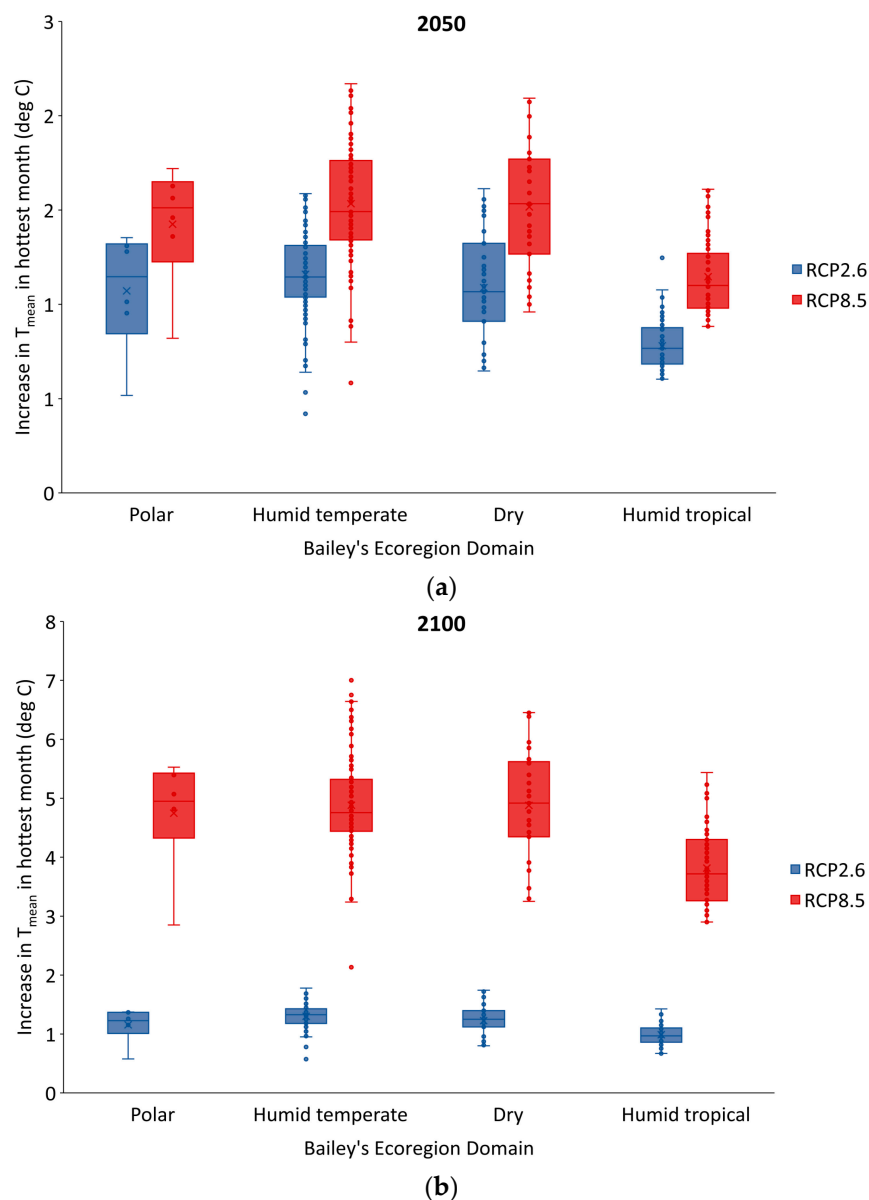 2050
3
2
2
1
1
0
Increase in Tmean in hottest month (deg C)
Polar
Humid temperate
Dry
Humid tropical
Bailey's Ecoregion Domain
RCP2.6
RCP8.5
(a)
2100
8
7
6
5
4
3
2
1
0
Increase in Tmean in hottest month (deg C)
Polar
Humid temperate
Dry
Humid tropical
Bailey's Ecoregion Domain
RCP2.6
RCP8.5
(b)